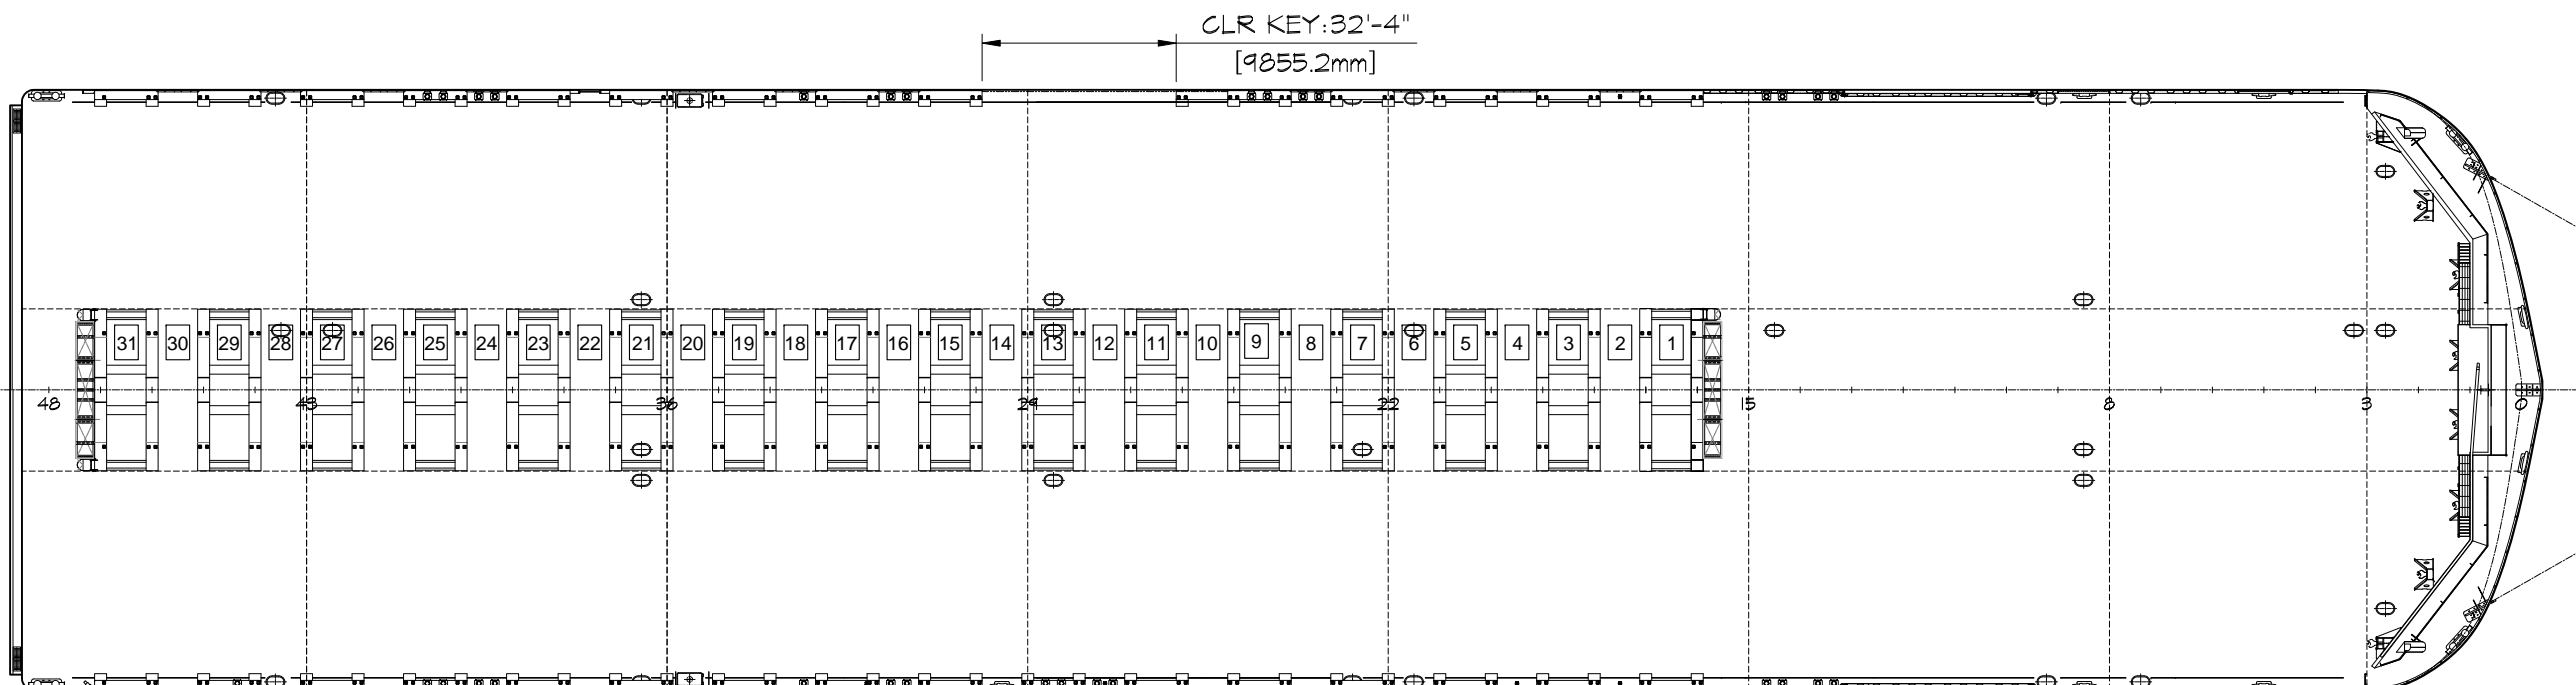 CLR KEY:32'-4"
[9855.2mm]
31 30 29 28 27 26 25 24 23 22 21 20 19 18 17 16 15 14 13 12 11 10 9 8 7 6 5 4 3 2 1
48 43 36 29 22 15 8 3 0